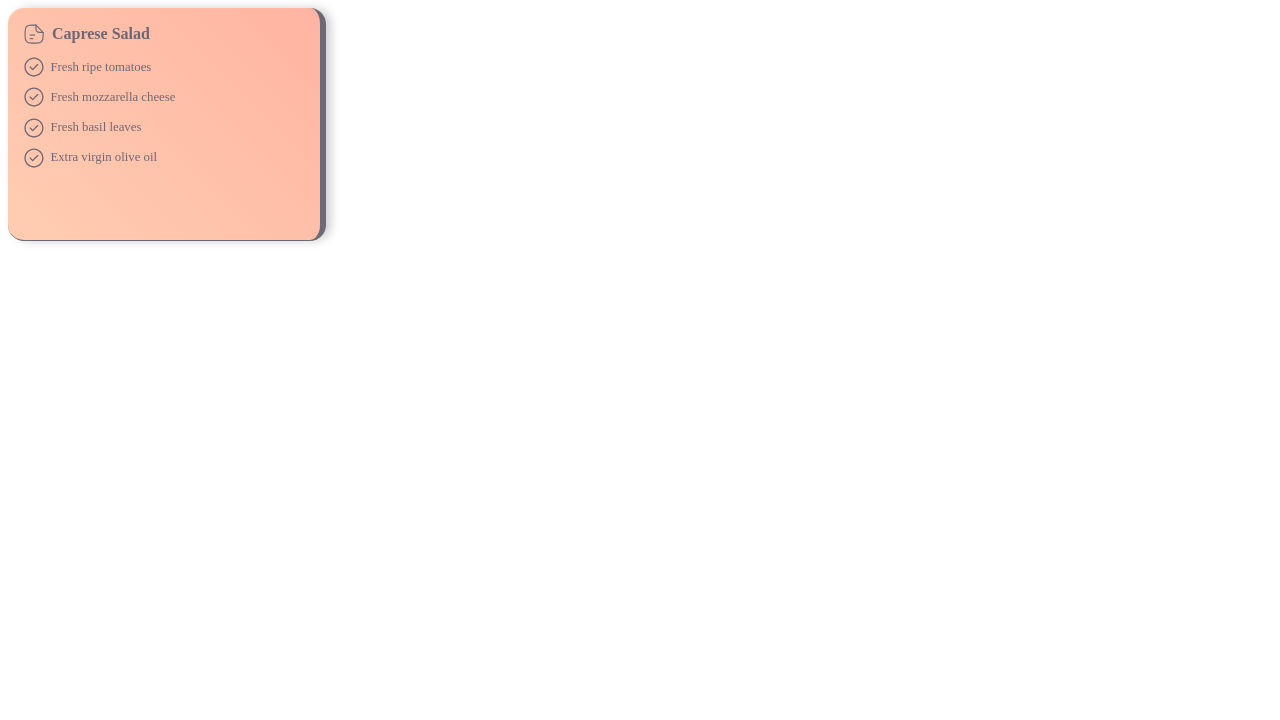 Caprese Salad
Fresh ripe tomatoes
Fresh mozzarella cheese
Fresh basil leaves
Extra virgin olive oil